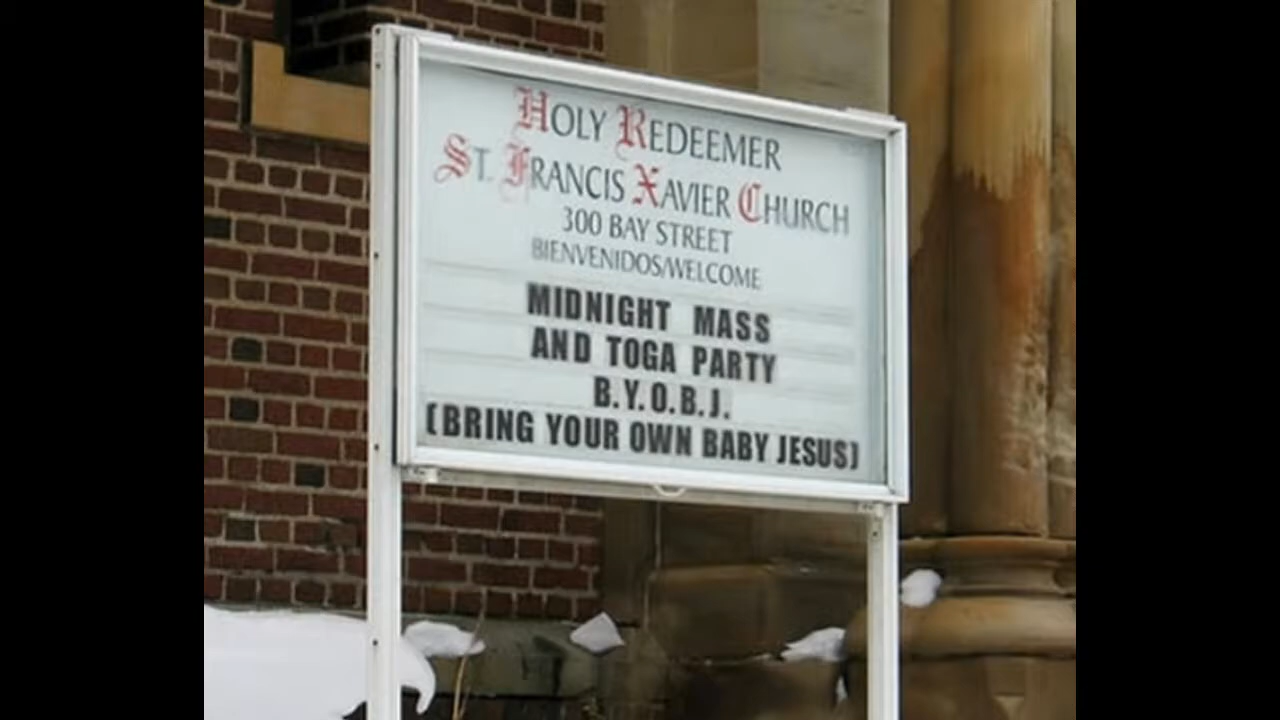 HOLY REDEEMER
ST. FRANCIS XAVIER CHURCH
300 BAY STREET
BIENVENIDOS/WELCOME
MIDNIGHT MASS
AND TOGA PARTY
B.Y.O.B.J.
(BRING YOUR OWN BABY JESUS)